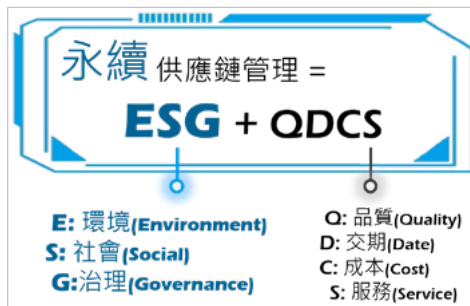 永續 供應鏈管理 =
ESG + QDCS
E: 環境(Environment)
S: 社會(Social)
G:治理(Governance)
Q: 品質(Quality)
D: 交期(Date)
C: 成本(Cost)
S: 服務(Service)